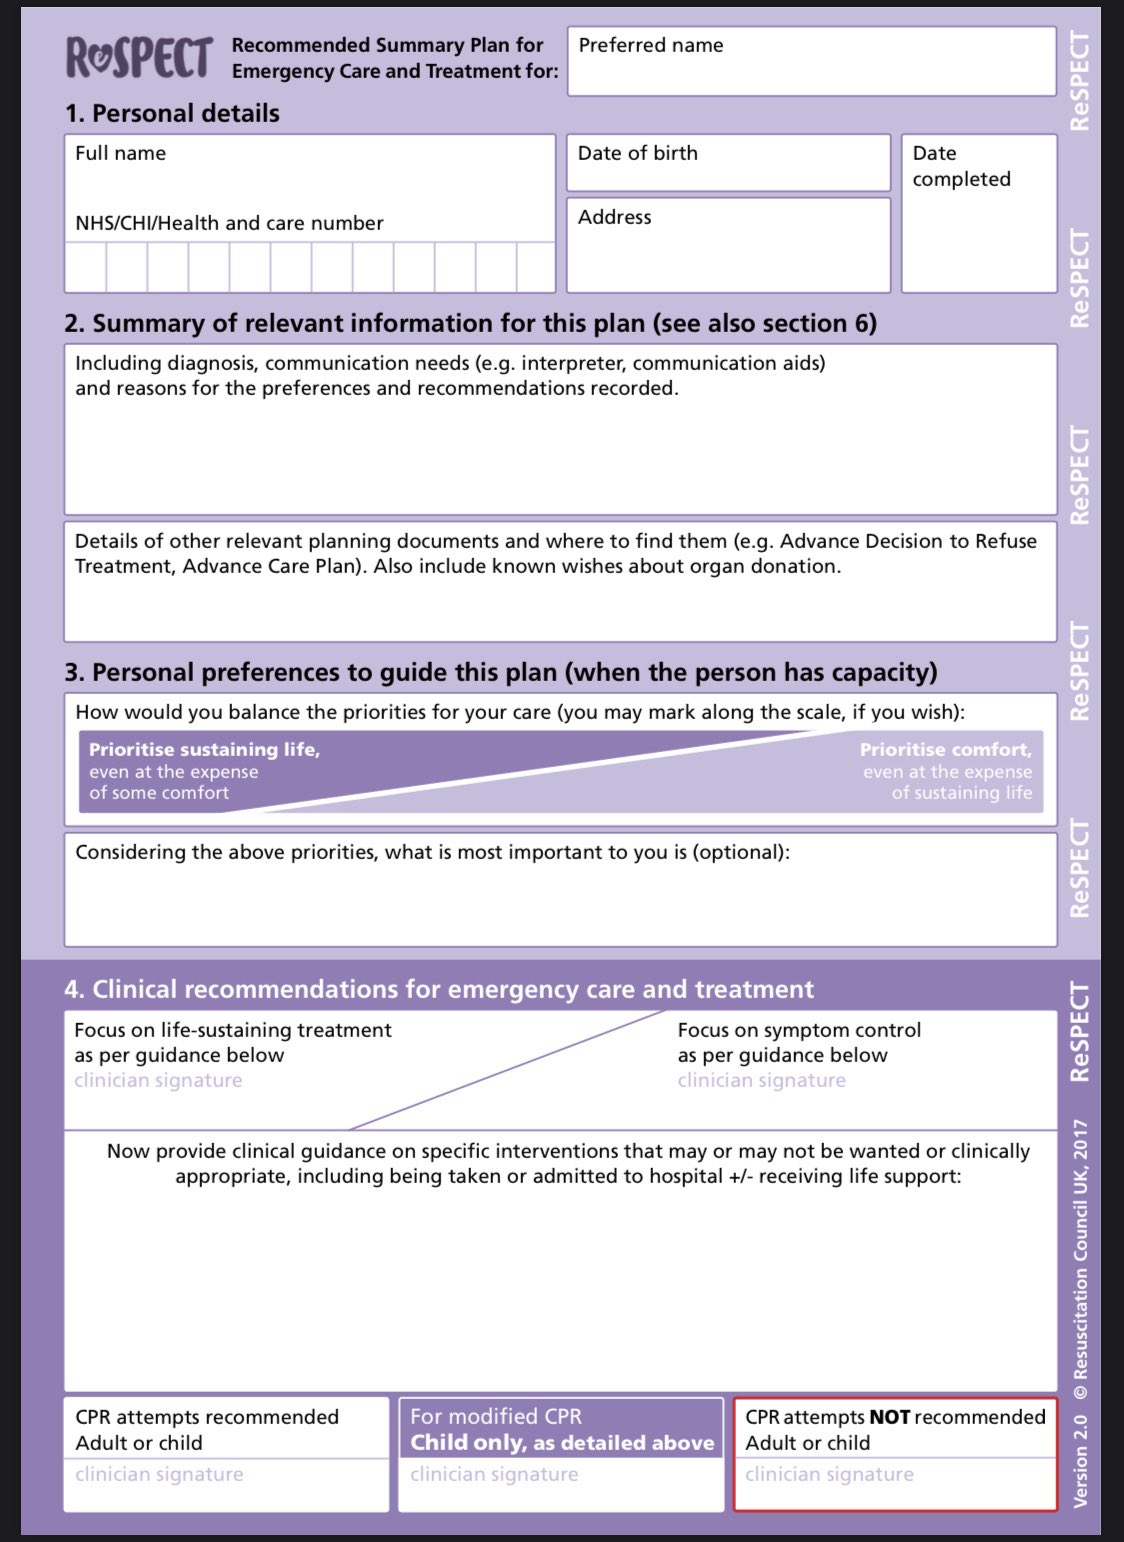 ReSPECT
Recommended Summary Plan for
Emergency Care and Treatment for:
Preferred name
1. Personal details
Full name
NHS/CHI/Health and care number
Date of birth
Address
Date
completed
2. Summary of relevant information for this plan (see also section 6)
Including diagnosis, communication needs (e.g. interpreter, communication aids)
and reasons for the preferences and recommendations recorded.
Details of other relevant planning documents and where to find them (e.g. Advance Decision to Refuse
Treatment, Advance Care Plan). Also include known wishes about organ donation.
3. Personal preferences to guide this plan (when the person has capacity)
How would you balance the priorities for your care (you may mark along the scale, if you wish):
Prioritise sustaining life,
even at the expense
of some comfort
Prioritise comfort,
even at the expense
of sustaining life
Considering the above priorities, what is most important to you is (optional):
4. Clinical recommendations for emergency care and treatment
Focus on life-sustaining treatment
as per guidance below
clinician signature
Focus on symptom control
as per guidance below
clinician signature
Now provide clinical guidance on specific interventions that may or may not be wanted or clinically
appropriate, including being taken or admitted to hospital +/- receiving life support:
CPR attempts recommended
Adult or child
clinician signature
For modified CPR
Child only, as detailed above
clinician signature
CPR attempts NOT recommended
Adult or child
clinician signature
ReSPECT
ReSPECT
ReSPECT
ReSPECT
ReSPECT
ReSPECT
Version 2.0 © Resuscitation Council UK, 2017